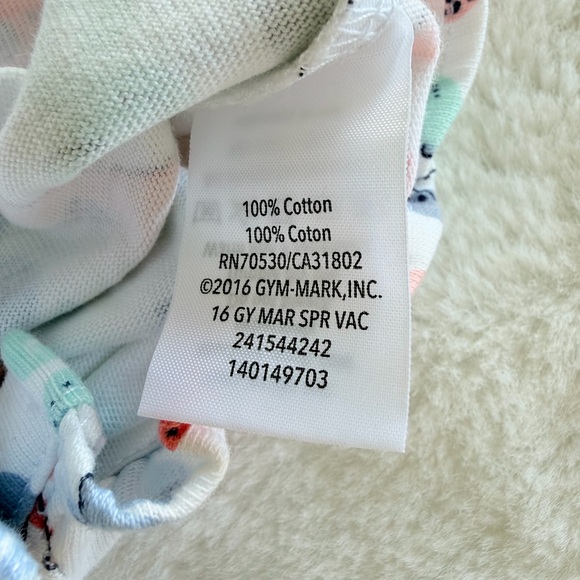 100% Cotton
100% Coton
RN70530/CA31802
©2016 GYM-MARK,INC.
16 GY MAR SPR VAC
241544242
140149703